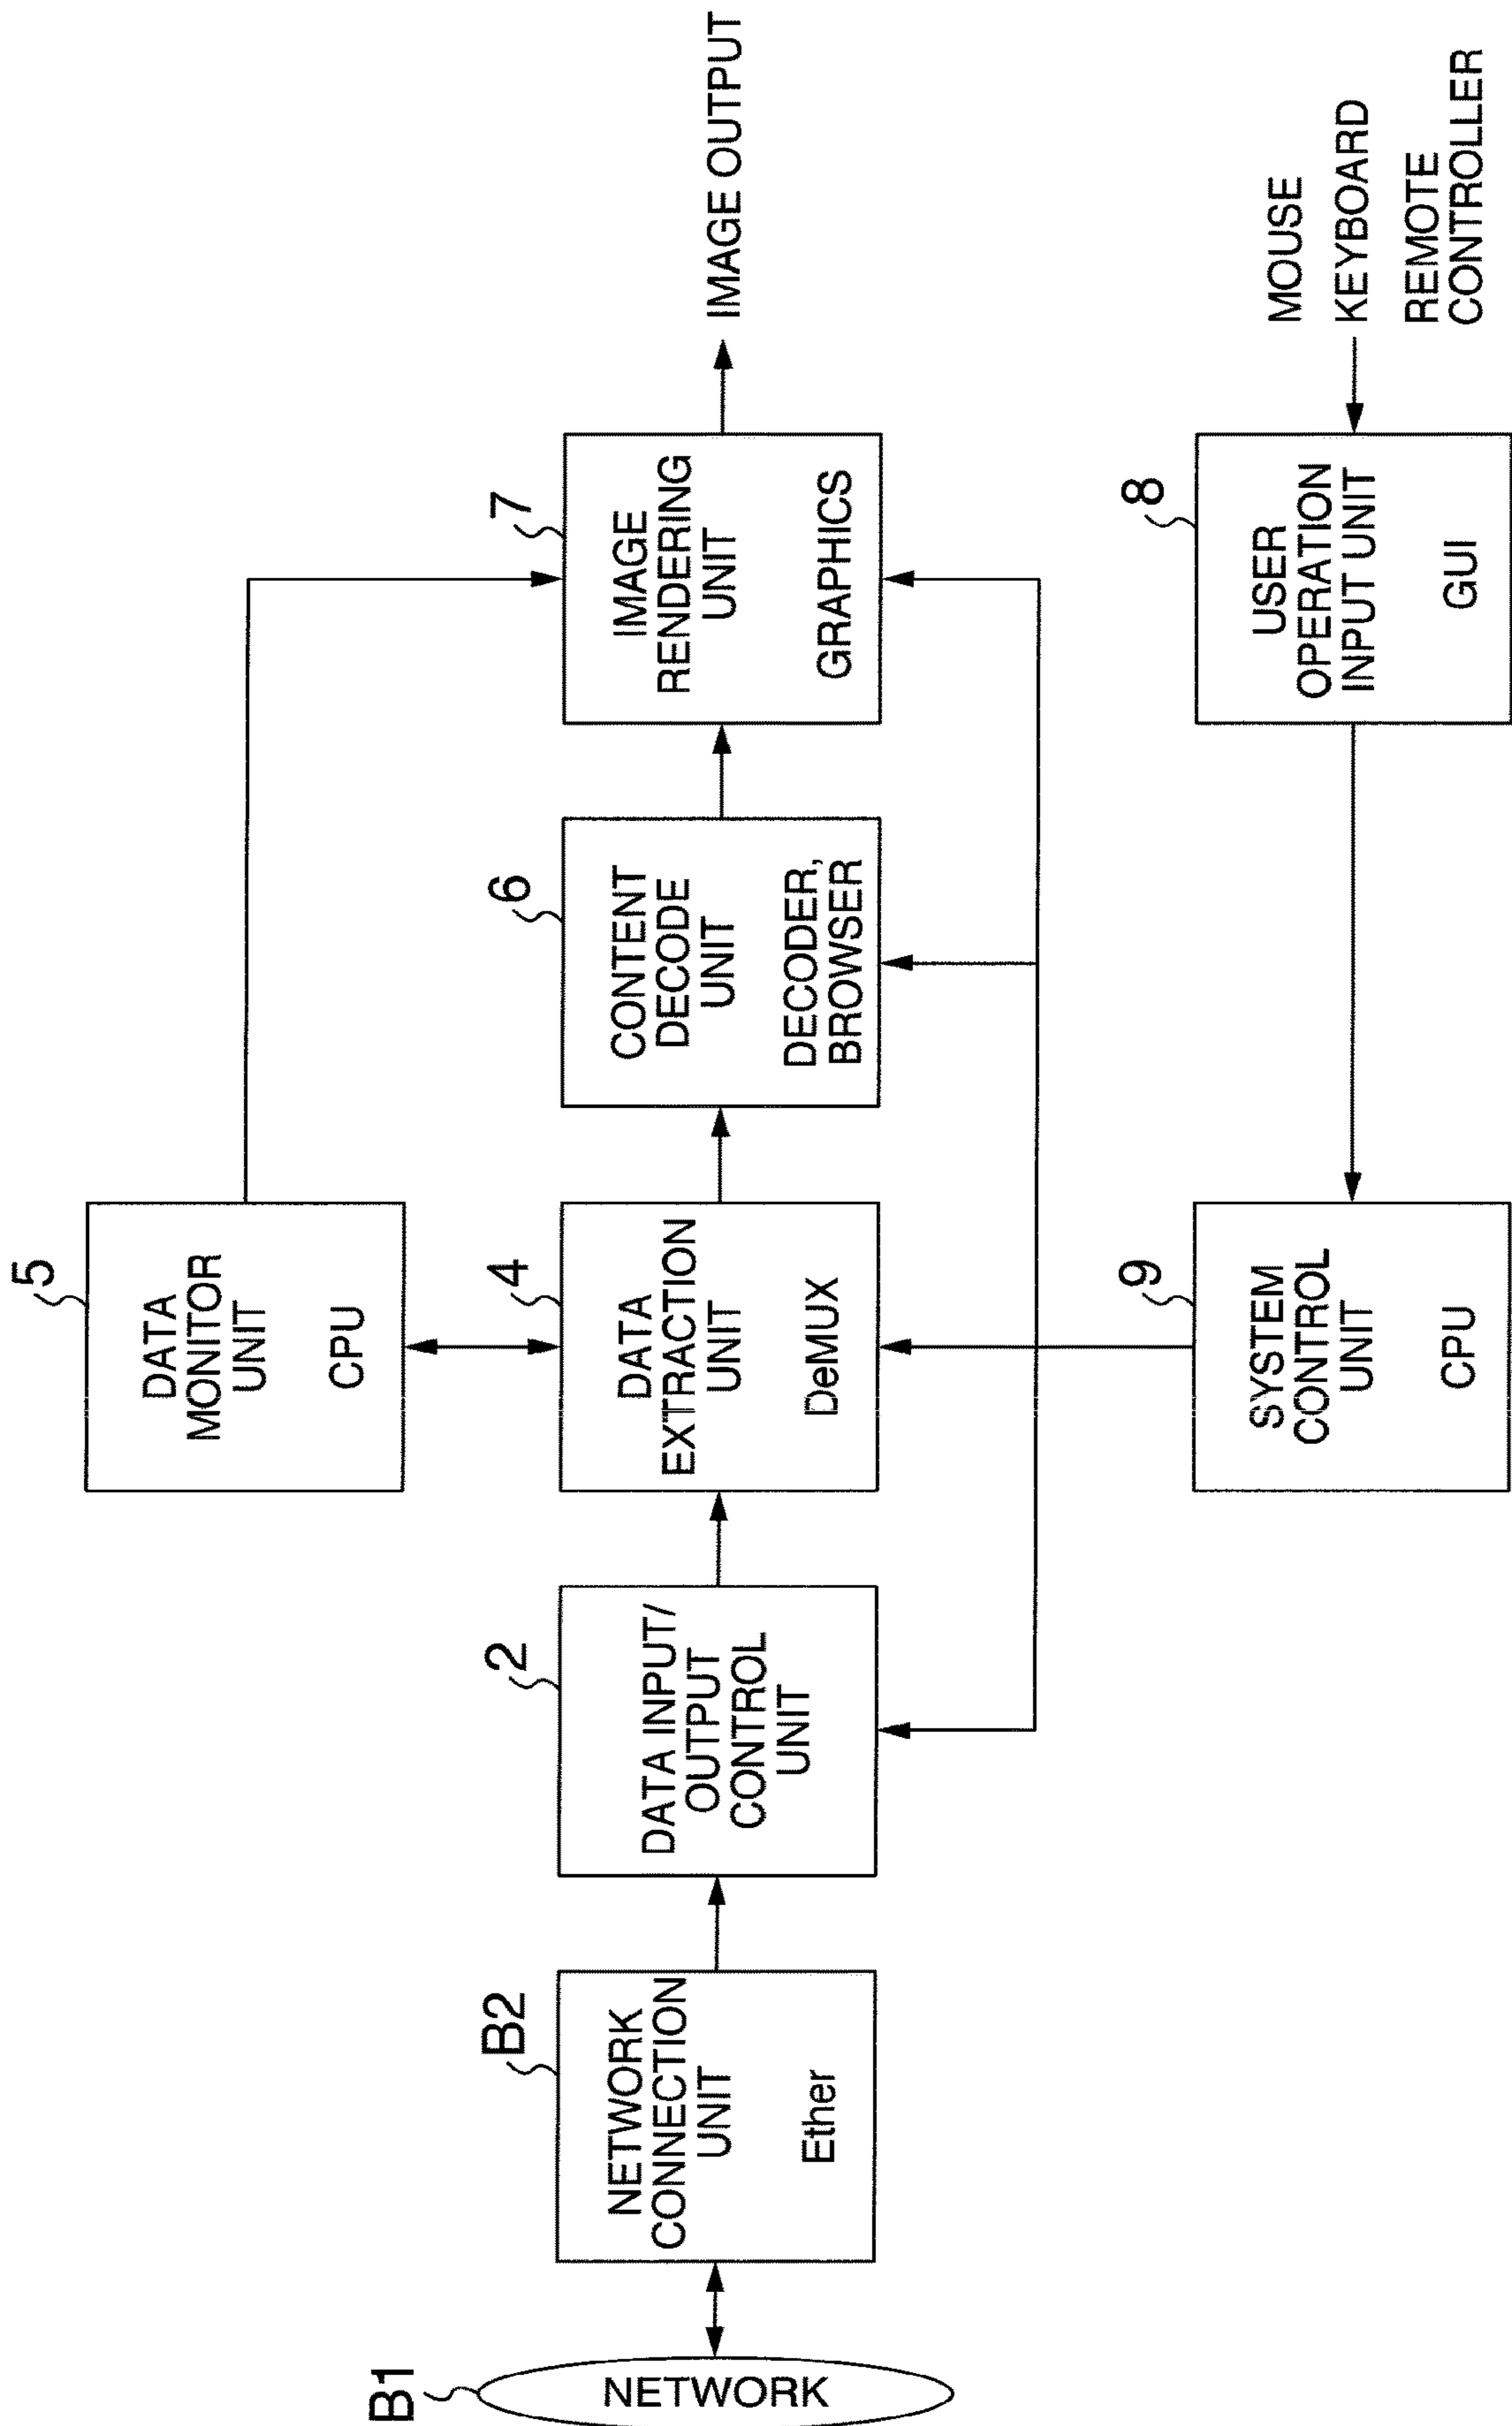 B1
NETWORK
B2
NETWORK
CONNECTION
UNIT
Ether
2
DATA INPUT/
OUTPUT
CONTROL
UNIT
4
DATA
EXTRACTION
UNIT
DeMUX
5
DATA
MONITOR
UNIT
CPU
6
CONTENT
DECODE
UNIT
DECODER,
BROWSER
7
IMAGE
RENDERING
UNIT
GRAPHICS
IMAGE OUTPUT
9
SYSTEM
CONTROL
UNIT
CPU
8
USER
OPERATION
INPUT UNIT
GUI
MOUSE
KEYBOARD
REMOTE
CONTROLLER